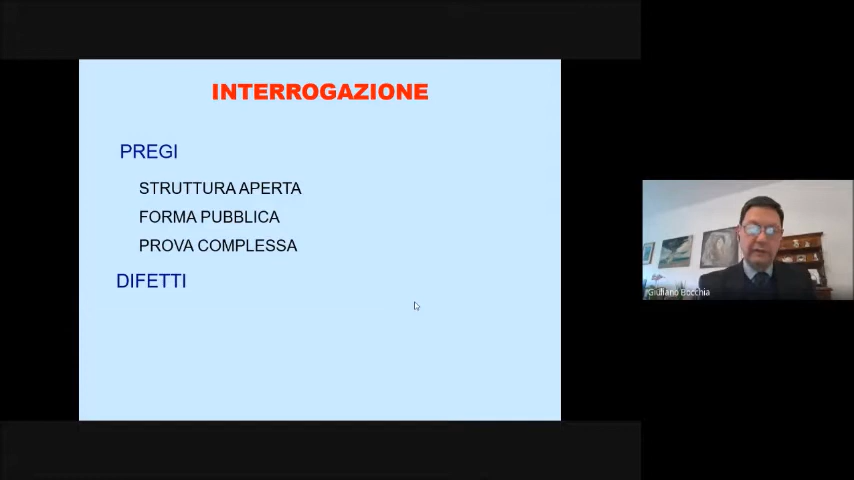 INTERROGAZIONE
PREGI
STRUTTURA APERTA
FORMA PUBBLICA
PROVA COMPLESSA
DIFETTI
Giuliano Bocchia